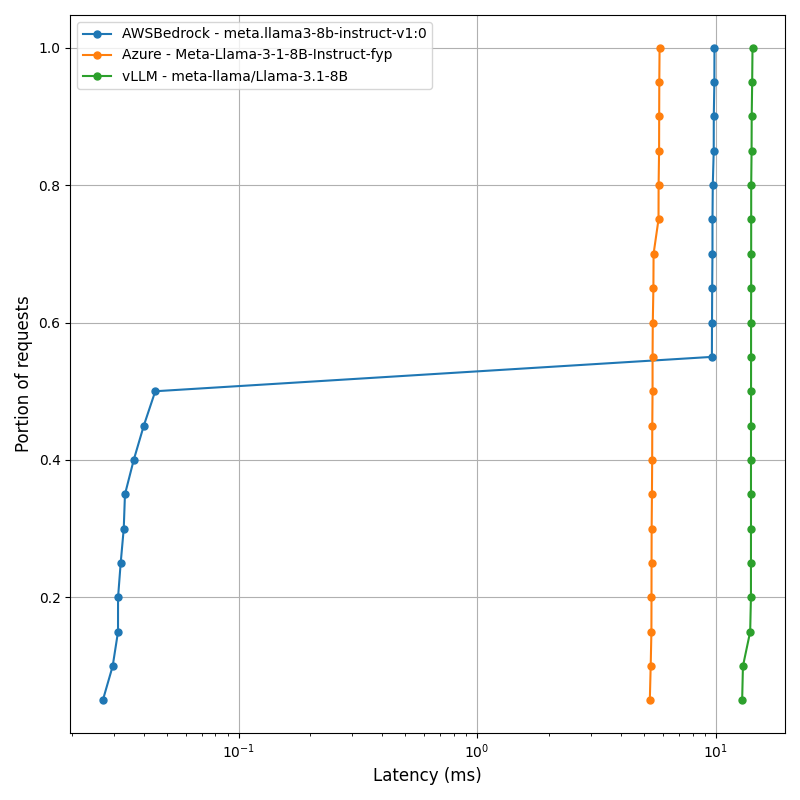 AWSBedrock - meta.llama3-8b-instruct-v1:0
Azure - Meta-Llama-3-1-8B-Instruct-fyp
vLLM - meta-llama/Llama-3.1-8B
1.0
0.8
0.6
0.4
0.2
Portion of requests
10⁻¹
10⁰
10¹
Latency (ms)